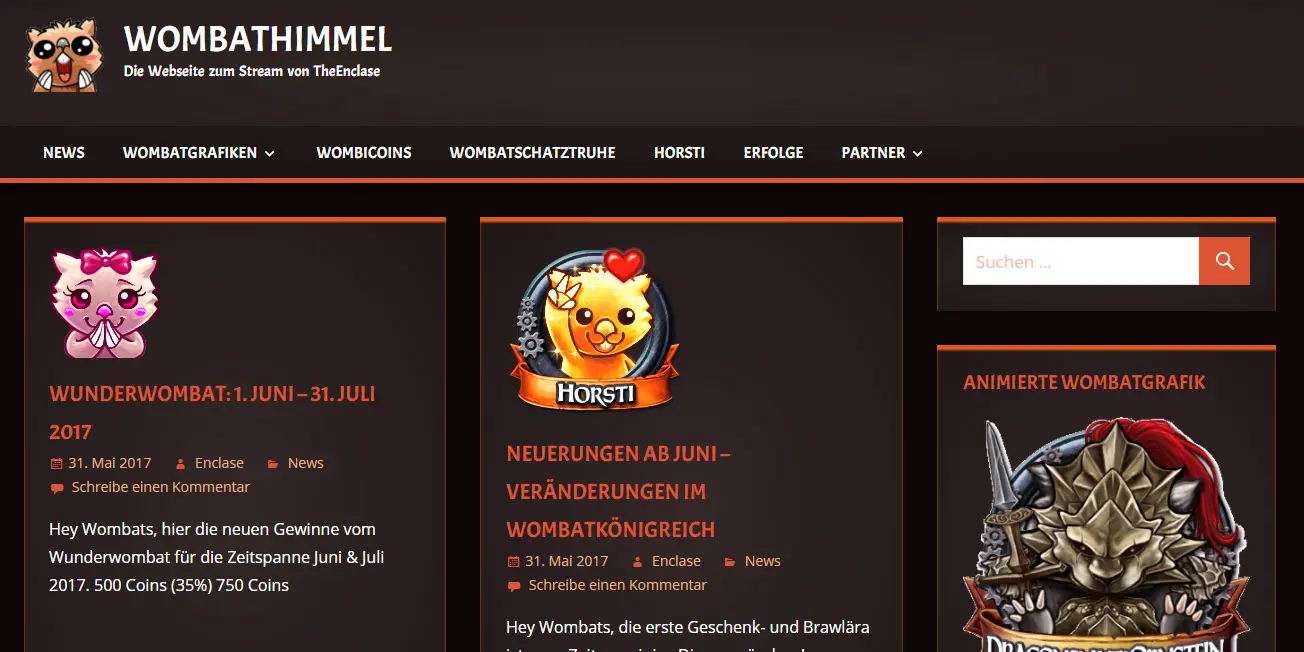 WOMBATHIMMEL
Die Webseite zum Stream von TheEnclase
NEWS WOMBATGRAFIKEN WOMBICOINS WOMBATSCHATZTRUHE HORSTI ERFOLGE PARTNER
WUNDERWOMBAT: 1. JUNI – 31. JULI
2017
31. Mai 2017 Enclase News
Schreibe einen Kommentar
Hey Wombats, hier die neuen Gewinne vom
Wunderwombat für die Zeitspanne Juni & Juli
2017. 500 Coins (35%) 750 Coins
HORSTI
NEUERUNGEN AB JUNI –
VERÄNDERUNGEN IM
WOMBATKÖNIGREICH
31. Mai 2017 Enclase News
Schreibe einen Kommentar
Hey Wombats, die erste Geschenk- und Brawlära
Suchen ...
ANIMIERTE WOMBATGRAFIK